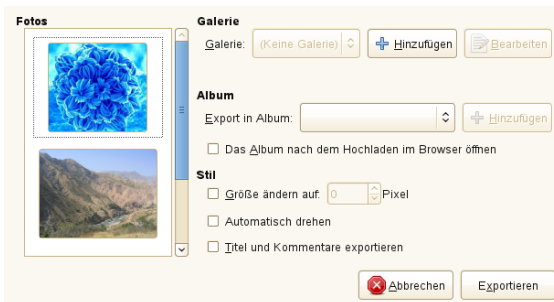 Fotos
Galerie
Galerie: (Keine Galerie) Hinzufügen Bearbeiten
Album
Export in Album: Hinzufügen
Das Album nach dem Hochladen im Browser öffnen
Stil
Größe ändern auf: 0 Pixel
Automatisch drehen
Titel und Kommentare exportieren
Abbrechen Exportieren